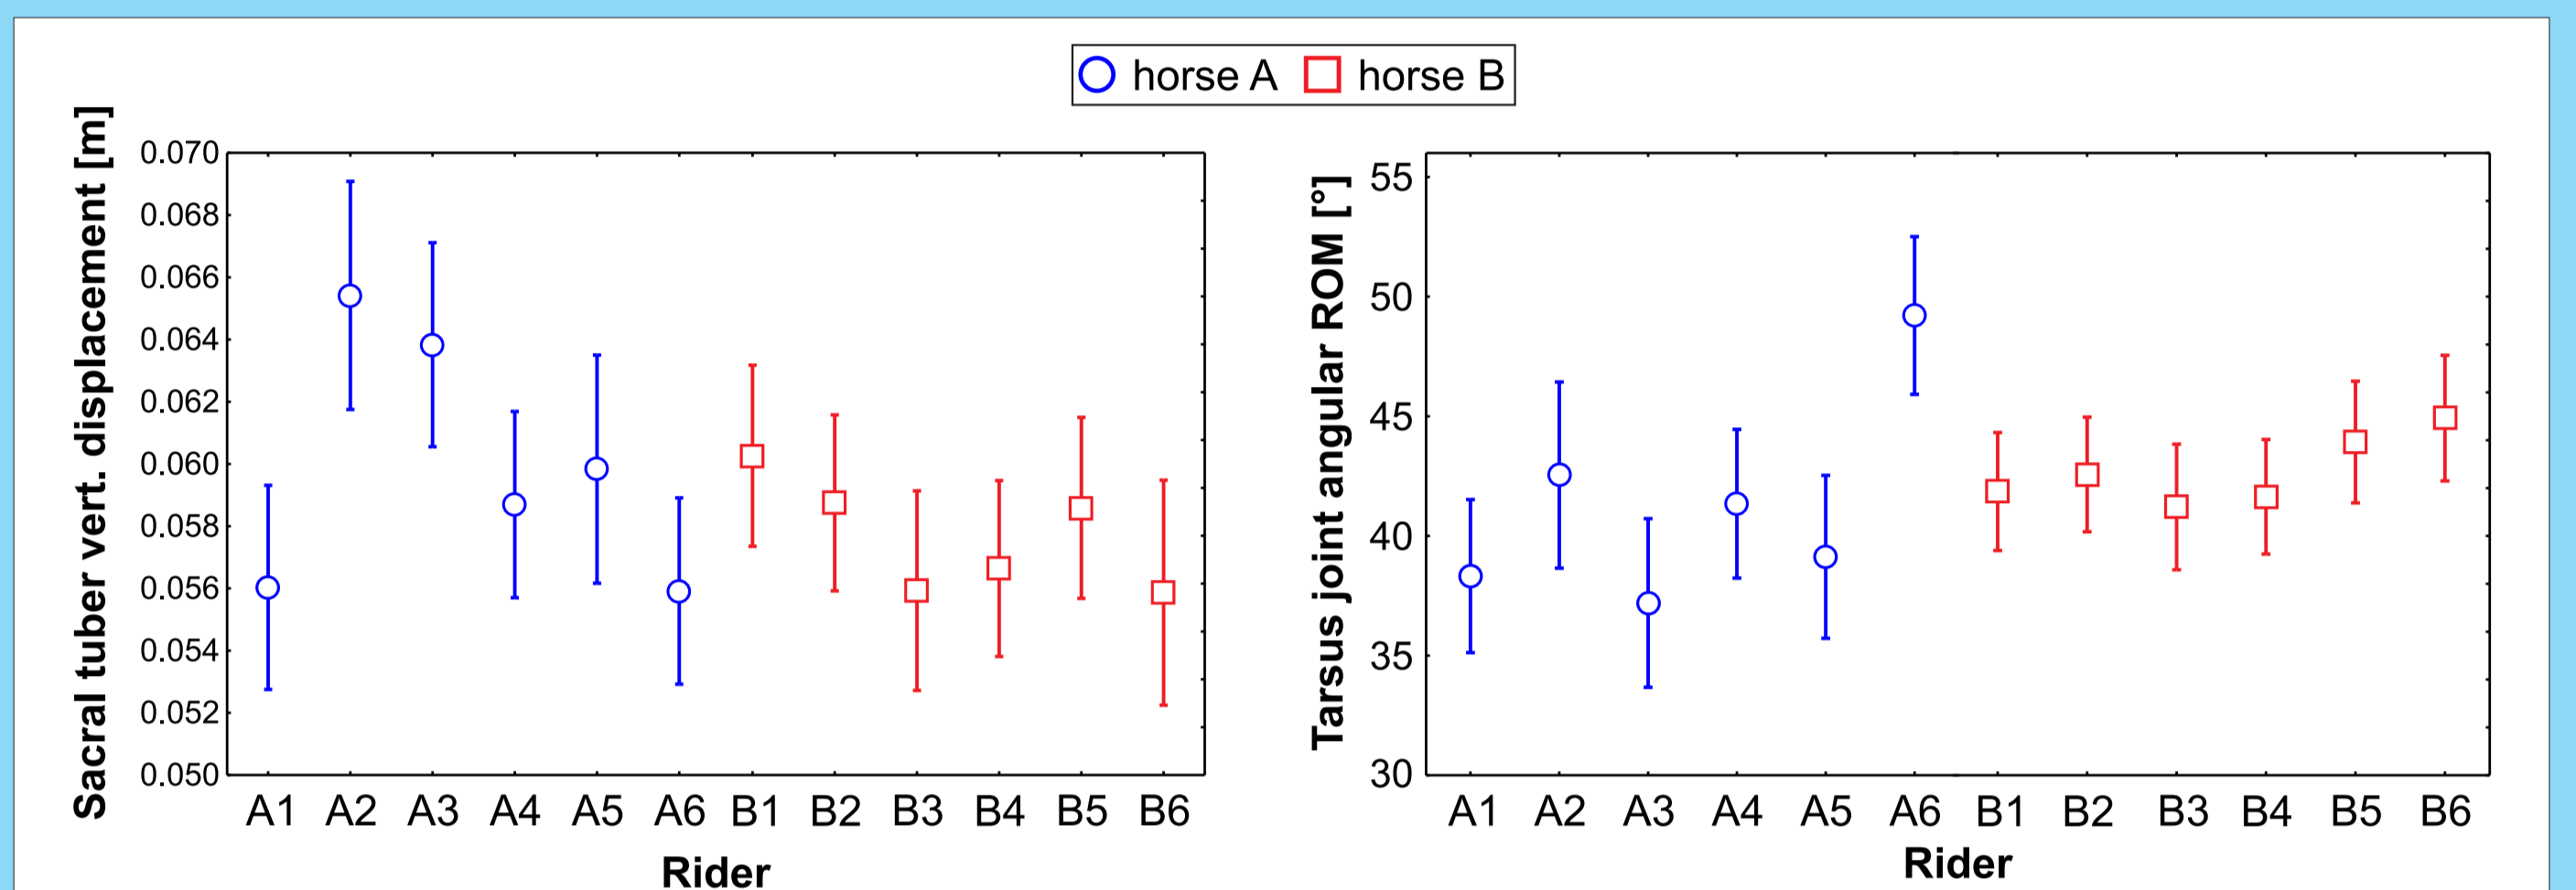 horse A horse B
Sacral tuber vert. displacement [m]
0.070
0.068
0.066
0.064
0.062
0.060
0.058
0.056
0.054
0.052
0.050
A1 A2 A3 A4 A5 A6 B1 B2 B3 B4 B5 B6
Rider
Tarsus joint angular ROM [°]
55
50
45
40
35
30
A1 A2 A3 A4 A5 A6 B1 B2 B3 B4 B5 B6
Rider